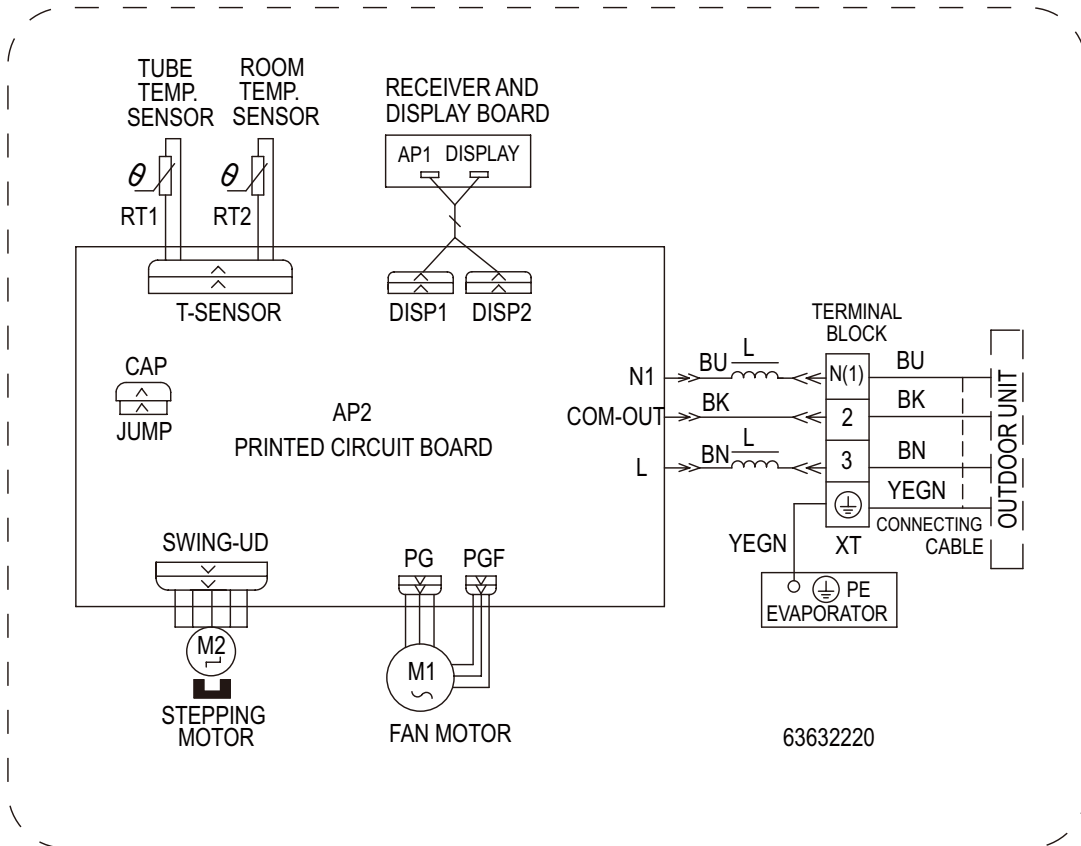 TUBE
TEMP.
SENSOR
ROOM
TEMP.
SENSOR
RECEIVER AND
DISPLAY BOARD
AP1 DISPLAY
θ
RT1
θ
RT2
T-SENSOR
DISP1
DISP2
CAP
JUMP
AP2
PRINTED CIRCUIT BOARD
N1
COM-OUT
L
BU
L
BK
BN
L
TERMINAL
BLOCK
N(1)
2
3
XT
BU
BK
BN
YEGN
CONNECTING
CABLE
OUTDOOR UNIT
YEGN
PE
EVAPORATOR
SWING-UD
M2
STEPPING
MOTOR
PG
PGF
M1
FAN MOTOR
63632220